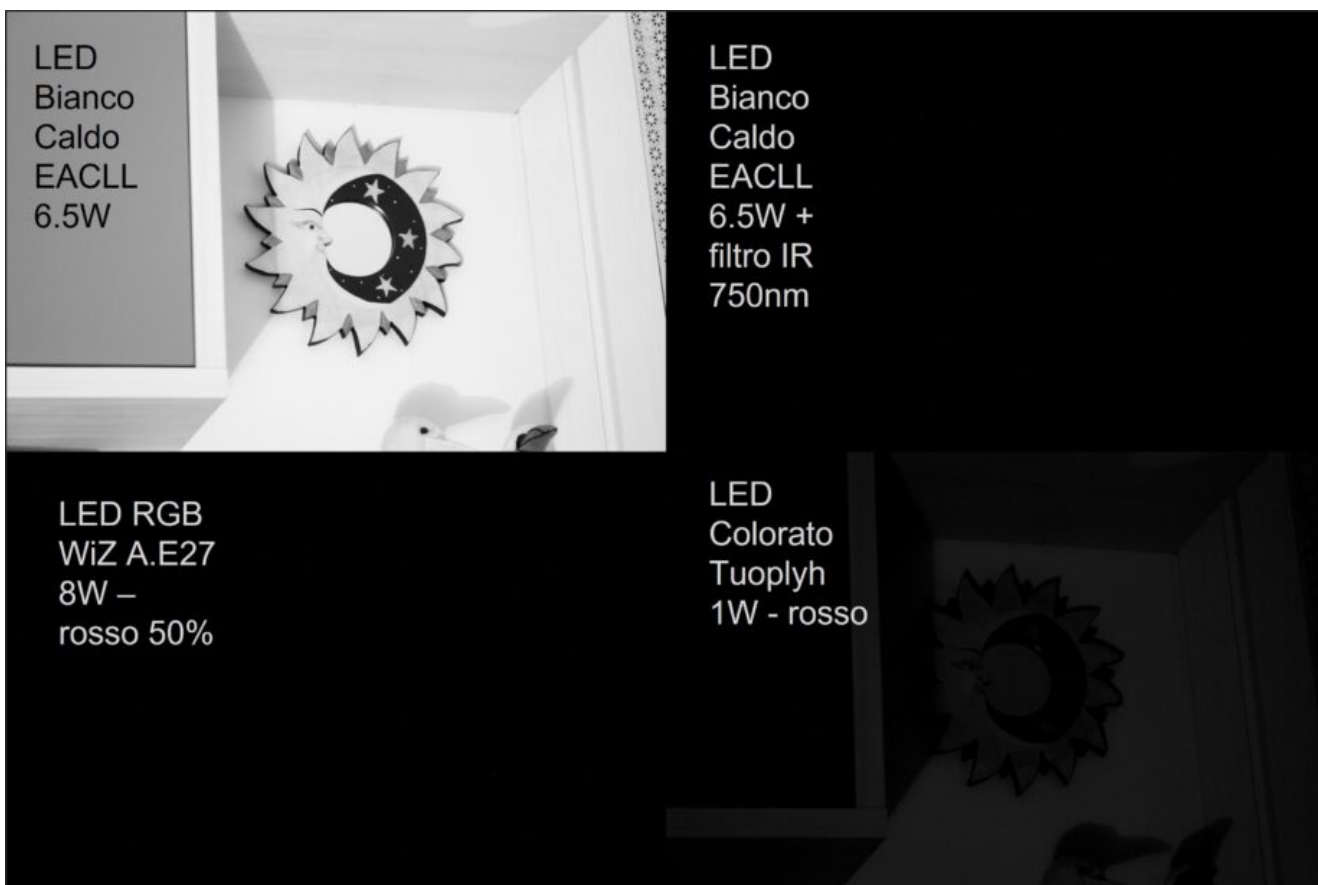 LED
Bianco
Caldo
EACLL
6.5W
LED
Bianco
Caldo
EACLL
6.5W +
filtro IR
750nm
LED RGB
WiZ A.E27
8W –
rosso 50%
LED
Colorato
Tuoplyh
1W - rosso